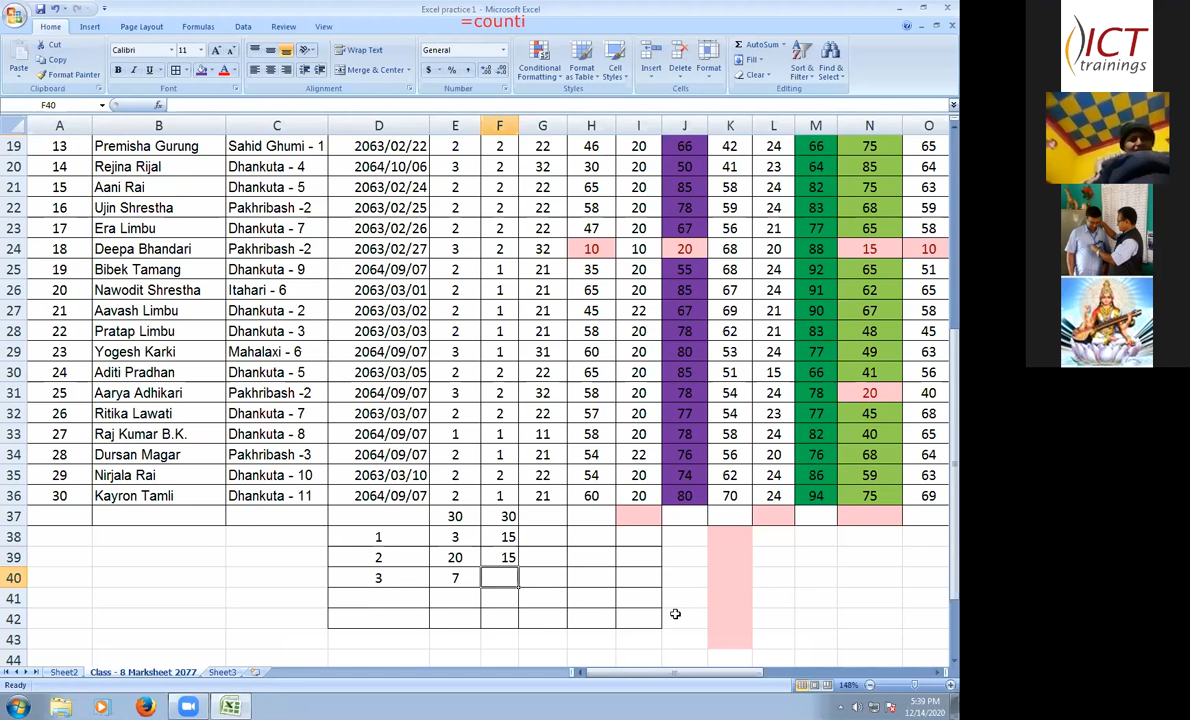 Excel practice 1 - Microsoft Excel
=counti
Home Insert Page Layout Formulas Data Review View
Paste Cut Copy Format Painter Clipboard
Calibri 11 Font
Wrap Text Merge & Center Alignment
General Number
Conditional Formatting Format as Table Cell Styles Styles
Insert Delete Format Cells
AutoSum Fill Clear Sort & Filter Find & Select Editing
F40 fx
A B C D E F G H I J K L M N O
19 13 Premisha Gurung Sahid Ghumi - 1 2063/02/22 2 2 22 46 20 66 42 24 66 75 65
20 14 Rejina Rijal Dhankuta - 4 2064/10/06 3 2 32 30 20 50 41 23 64 85 64
21 15 Aani Rai Dhankuta - 5 2063/02/24 2 2 22 65 20 85 58 24 82 75 63
22 16 Ujin Shrestha Pakhribash -2 2063/02/25 2 2 22 58 20 78 59 24 83 68 59
23 17 Era Limbu Dhankuta - 7 2063/02/26 2 2 22 47 20 67 56 21 77 65 58
24 18 Deepa Bhandari Pakhribash -2 2063/02/27 3 2 32 10 10 20 68 20 88 15 10
25 19 Bibek Tamang Dhankuta - 9 2064/09/07 2 1 21 35 20 55 68 24 92 65 51
26 20 Nawodit Shrestha Itahari - 6 2063/03/01 2 1 21 65 20 85 67 24 91 62 65
27 21 Aavash Limbu Dhankuta - 2 2063/03/02 2 1 21 45 22 67 69 21 90 67 58
28 22 Pratap Limbu Dhankuta - 3 2063/03/03 2 1 21 58 20 78 62 21 83 48 45
29 23 Yogesh Karki Mahalaxi - 6 2064/09/07 3 1 31 60 20 80 53 24 77 49 63
30 24 Aditi Pradhan Dhankuta - 5 2063/03/05 2 2 22 65 20 85 51 15 66 41 56
31 25 Aarya Adhikari Pakhribash -2 2064/09/07 3 2 32 58 20 78 54 24 78 20 40
32 26 Ritika Lawati Dhankuta - 7 2063/03/07 2 2 22 57 20 77 54 23 77 45 68
33 27 Raj Kumar B.K. Dhankuta - 8 2064/09/07 1 1 11 58 20 78 58 24 82 40 65
34 28 Dursan Magar Pakhribash -3 2064/09/07 2 1 21 54 22 76 56 20 76 68 64
35 29 Nirjala Rai Dhankuta - 10 2063/03/10 2 2 22 54 20 74 62 24 86 59 63
36 30 Kayron Tamli Dhankuta - 11 2064/09/07 2 1 21 60 20 80 70 24 94 75 69
37 30 30
38 1 3 15
39 2 20 15
40 3 7
41
42
43
44
Sheet2 Class - 8 Marksheet 2077 Sheet3
Ready 148%
5:39 PM
12/14/2020
ICT
trainings